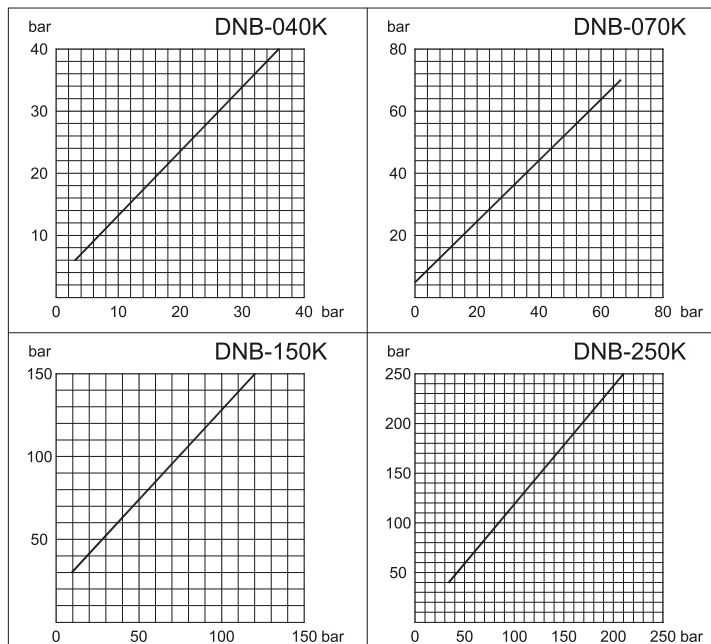 bar DNB-040K
40
30
20
10
0 10 20 30 40 bar
bar DNB-070K
80
60
40
20
0 20 40 60 80 bar
bar DNB-150K
150
100
50
0 50 100 150 bar
bar DNB-250K
250
200
150
100
50
0 50 100 150 200 250 bar